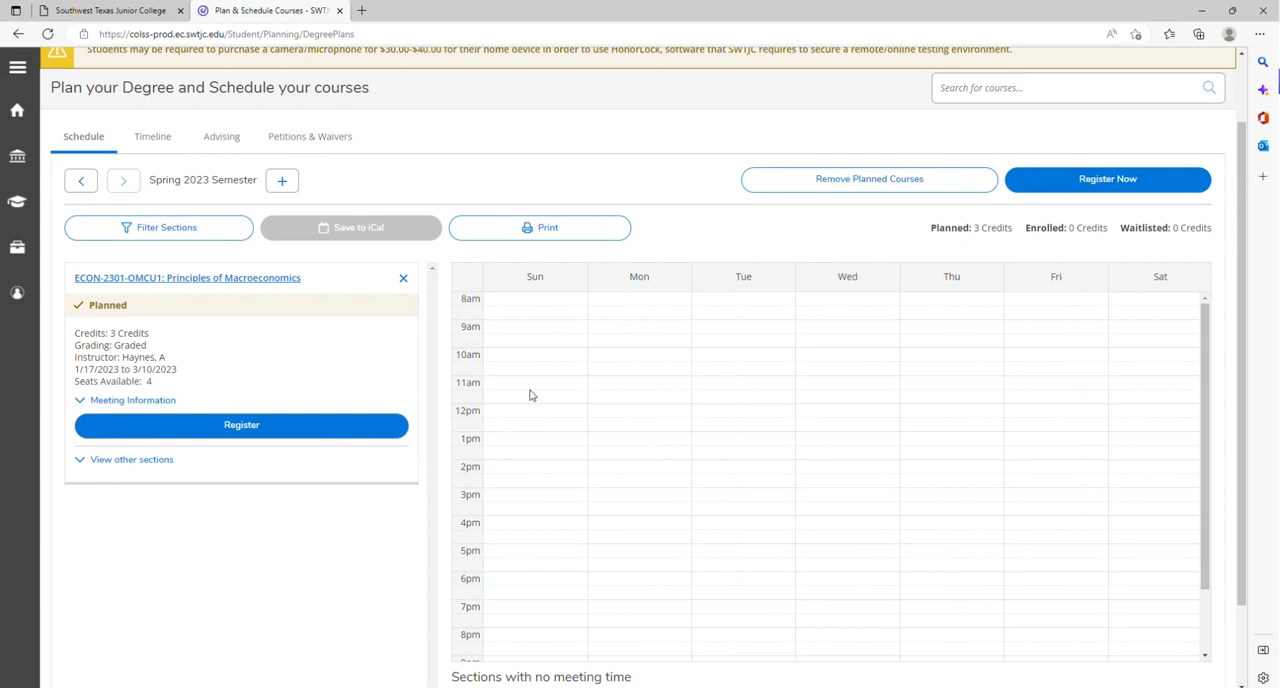 Southwest Texas Junior College
Plan & Schedule Courses - SWTJ
https://colss-prod.ec.swtjc.edu/Student/Planning/DegreePlans
Students may be required to purchase a camera/microphone for $30.00-$40.00 for their home device in order to use HonorLock, software that SWTJC requires to secure a remote/online testing environment.
Plan your Degree and Schedule your courses
Search for courses...
Schedule Timeline Advising Petitions & Waivers
Spring 2023 Semester
Remove Planned Courses
Register Now
Filter Sections
Save to iCal
Print
Planned: 3 Credits Enrolled: 0 Credits Waitlisted: 0 Credits
ECON-2301-OMCU1: Principles of Macroeconomics
Planned
Credits: 3 Credits
Grading: Graded
Instructor: Haynes, A
1/17/2023 to 3/10/2023
Seats Available: 4
Meeting Information
Register
View other sections
Sun Mon Tue Wed Thu Fri Sat
8am
9am
10am
11am
12pm
1pm
2pm
3pm
4pm
5pm
6pm
7pm
8pm
Sections with no meeting time